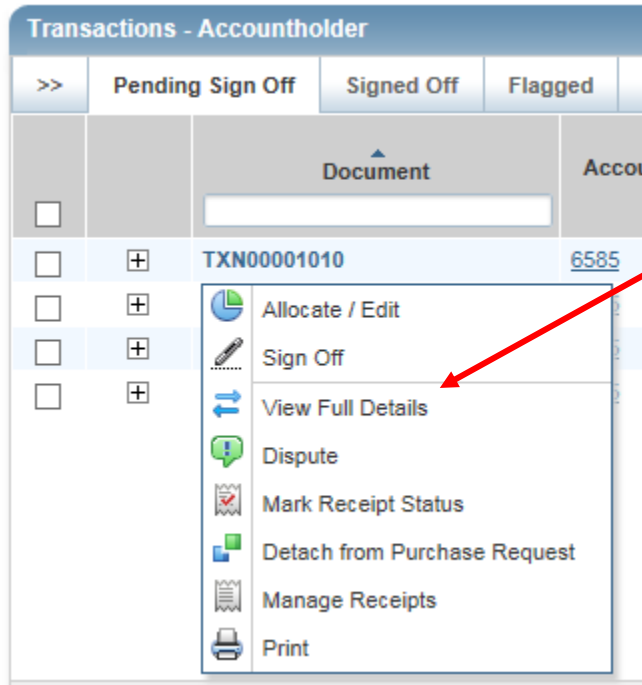 Transactions - Accountholder
>> Pending Sign Off Signed Off Flagged
Document
TXN00001010 6585
Allocate / Edit
Sign Off
View Full Details
Dispute
Mark Receipt Status
Detach from Purchase Request
Manage Receipts
Print